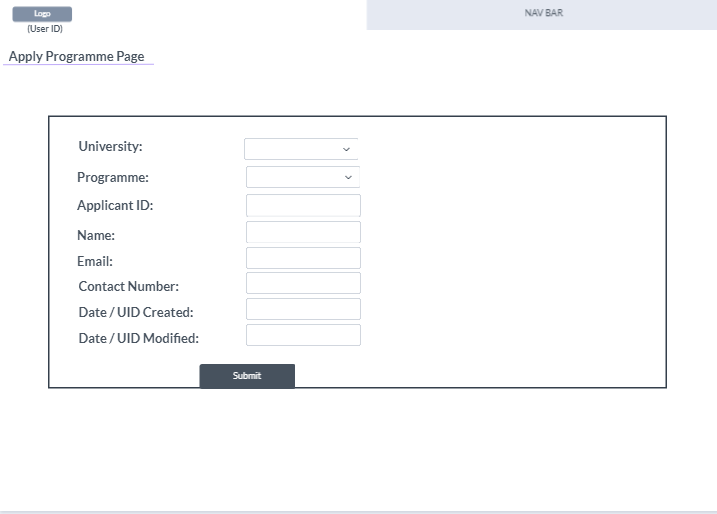 Logo
NAV BAR
(User ID)
Apply Programme Page
University:
Programme:
Applicant ID:
Name:
Email:
Contact Number:
Date / UID Created:
Date / UID Modified:
Submit